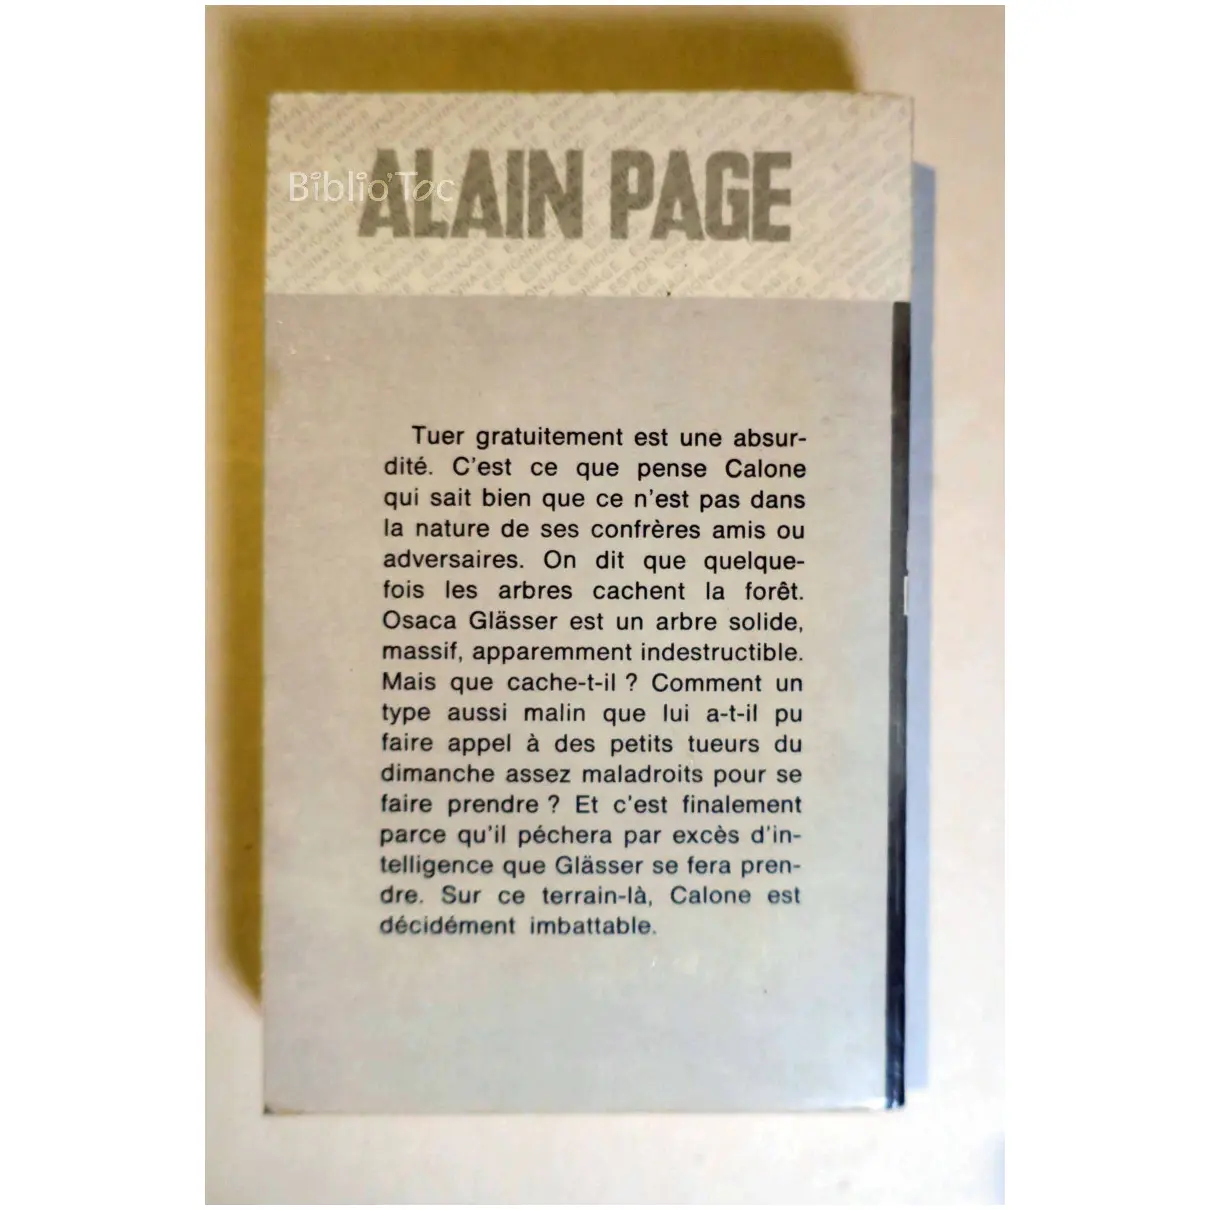 Biblio'Toc
ALAIN PAGE
Tuer gratuitement est une absur-
dité. C'est ce que pense Calone
qui sait bien que ce n'est pas dans
la nature de ses confrères amis ou
adversaires. On dit que quelque-
fois les arbres cachent la forêt.
Osaca Glässer est un arbre solide,
massif, apparemment indestructible.
Mais que cache-t-il ? Comment un
type aussi malin que lui a-t-il pu
faire appel à des petits tueurs du
dimanche assez maladroits pour se
faire prendre ? Et c'est finalement
parce qu'il péchera par excès d'in-
telligence que Glässer se fera pren-
dre. Sur ce terrain-là, Calone est
décidément imbattable.